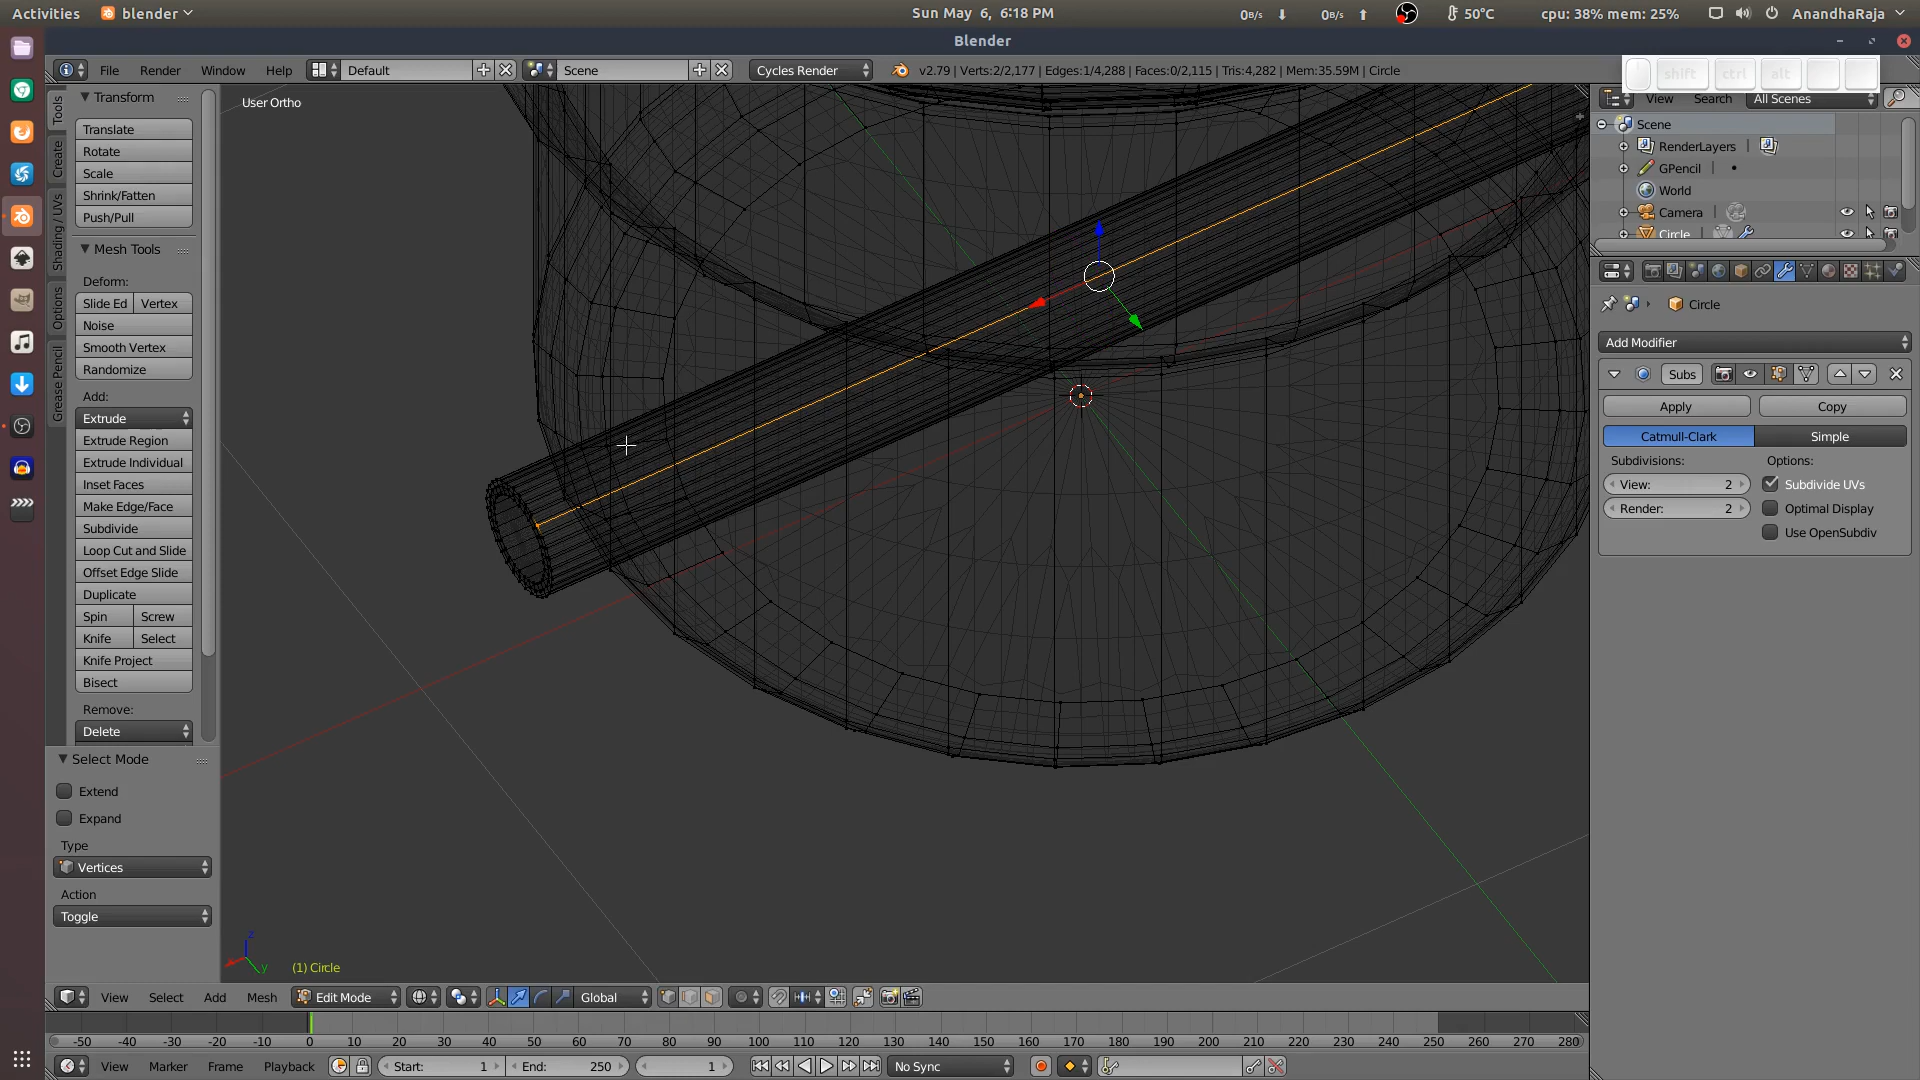 Activities blender Sun May 6, 6:18 PM 0B/s 0B/s 50°C cpu: 38% mem: 25% AnandhaRaja
Blender
File Render Window Help Default Scene Cycles Render v2.79 | Verts:2/2,177 | Edges:1/4,288 | Faces:0/2,115 | Tris:4,282 | Mem:35.59M | Circle
shift ctrl alt
View Search All Scenes
User Ortho
Tools
Create
Shading / UVs
Options
Grease Pencil
Transform
Translate
Rotate
Scale
Shrink/Fatten
Push/Pull
Mesh Tools
Deform:
Slide Ed Vertex
Noise
Smooth Vertex
Randomize
Add:
Extrude
Extrude Region
Extrude Individual
Inset Faces
Make Edge/Face
Subdivide
Loop Cut and Slide
Offset Edge Slide
Duplicate
Spin Screw
Knife Select
Knife Project
Bisect
Remove:
Delete
Select Mode
Extend
Expand
Type
Vertices
Action
Toggle
Scene
RenderLayers
GPencil
World
Camera
Circle
Circle
Add Modifier
Subs
Apply Copy
Catmull-Clark Simple
Subdivisions: Options:
View: 2 Subdivide UVs
Render: 2 Optimal Display
Use OpenSubdiv
z
y
(1) Circle
View Select Add Mesh Edit Mode Global
-50 -40 -30 -20 -10 0 10 20 30 40 50 60 70 80 90 100 110 120 130 140 150 160 170 180 190 200 210 220 230 240 250 260 270 280
View Marker Frame Playback Start: 1 End: 250 1 No Sync